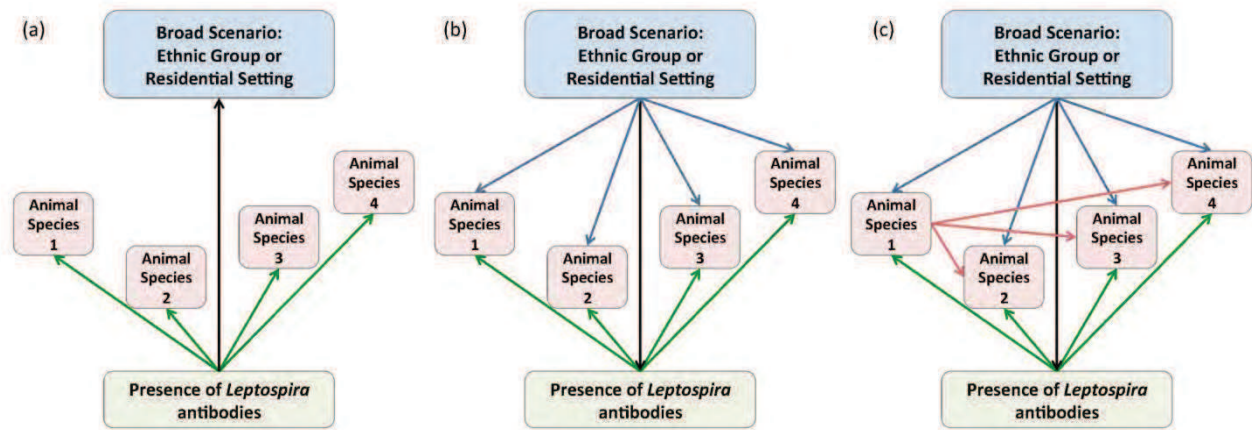 (a)
Broad Scenario:
Ethnic Group or
Residential Setting
Animal
Species
1
Animal
Species
2
Animal
Species
3
Animal
Species
4
Presence of Leptospira
antibodies
(b)
Broad Scenario:
Ethnic Group or
Residential Setting
Animal
Species
1
Animal
Species
2
Animal
Species
3
Animal
Species
4
Presence of Leptospira
antibodies
(c)
Broad Scenario:
Ethnic Group or
Residential Setting
Animal
Species
1
Animal
Species
2
Animal
Species
3
Animal
Species
4
Presence of Leptospira
antibodies